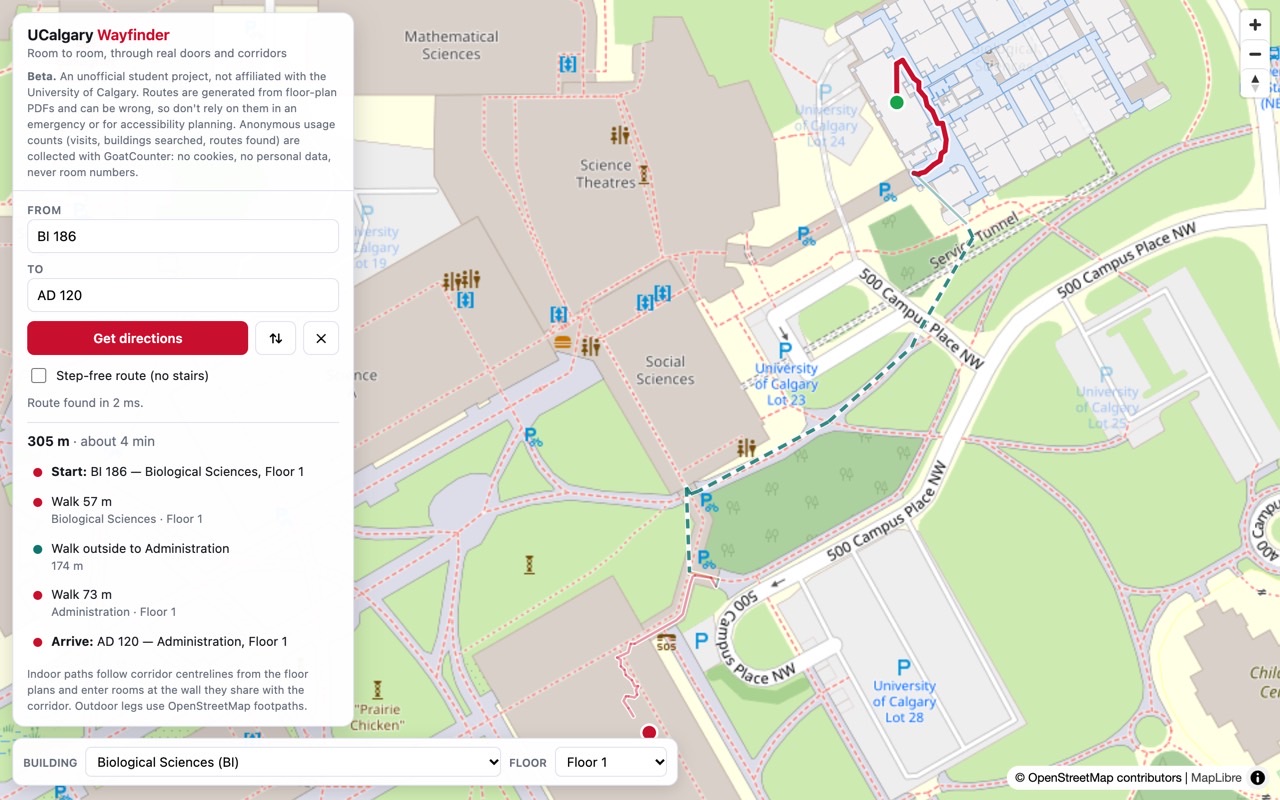 UCalgary Wayfinder
Room to room, through real doors and corridors
Beta. An unofficial student project, not affiliated with the
University of Calgary. Routes are generated from floor-plan
PDFs and can be wrong, so don't rely on them in an
emergency or for accessibility planning. Anonymous usage
counts (visits, buildings searched, routes found) are
collected with GoatCounter: no cookies, no personal data,
never room numbers.
FROM
BI 186
TO
AD 120
Get directions
Step-free route (no stairs)
Route found in 2 ms.
305 m · about 4 min
Start: BI 186 — Biological Sciences, Floor 1
Walk 57 m
Biological Sciences · Floor 1
Walk outside to Administration
174 m
Walk 73 m
Administration · Floor 1
Arrive: AD 120 — Administration, Floor 1
Indoor paths follow corridor centrelines from the floor
plans and enter rooms at the wall they share with the
corridor. Outdoor legs use OpenStreetMap footpaths.
BUILDING
Biological Sciences (BI)
FLOOR
Floor 1
Mathematical
Sciences
Science
Theatres
P
University
of Calgary
Lot 24
P
Calgary
Lot 19
Social
Sciences
P
University
of Calgary
Lot 23
Tunnel
500 Campus Place NW
500 Campus Place NW
P
University
of Calgary
Lot 25
500 Campus Place NW
500 Campus Place NW
SOS
P
P
University
of Calgary
Lot 28
"Prairie
Chicken"
© OpenStreetMap contributors | MapLibre